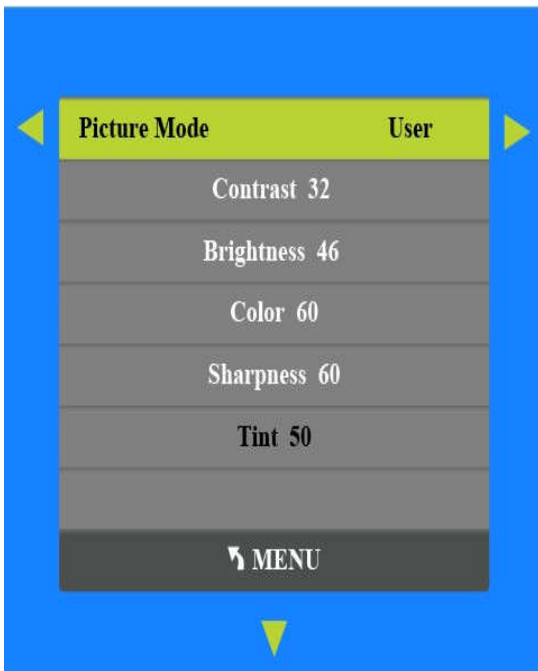 Picture Mode User
Contrast 32
Brightness 46
Color 60
Sharpness 60
Tint 50
MENU